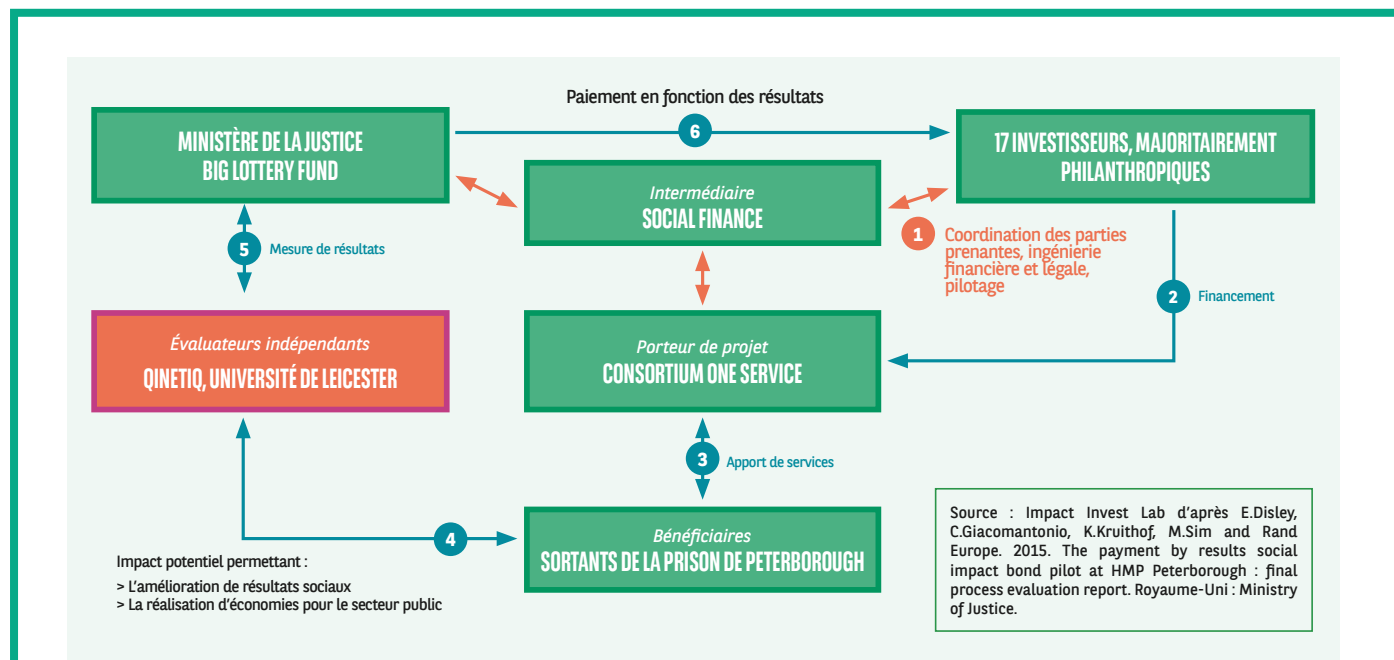 Paiement en fonction des résultats
6
MINISTÈRE DE LA JUSTICE
BIG LOTTERY FUND
17 INVESTISSEURS, MAJORITAIREMENT
PHILANTHROPIQUES
Intermédiaire
SOCIAL FINANCE
1
Coordination des parties
prenantes, ingénierie
financière et légale,
pilotage
5
Mesure de résultats
2
Financement
Évaluateurs indépendants
QINETIQ, UNIVERSITÉ DE LEICESTER
Porteur de projet
CONSORTIUM ONE SERVICE
3
Apport de services
4
Bénéficiaires
SORTANTS DE LA PRISON DE PETERBOROUGH
Impact potentiel permettant :
> L'amélioration de résultats sociaux
> La réalisation d'économies pour le secteur public
Source : Impact Invest Lab d'après E.Disley,
C.Giacomantonio, K.Kruithof, M.Sim and Rand
Europe. 2015. The payment by results social
impact bond pilot at HMP Peterborough : final
process evaluation report. Royaume-Uni : Ministry
of Justice.